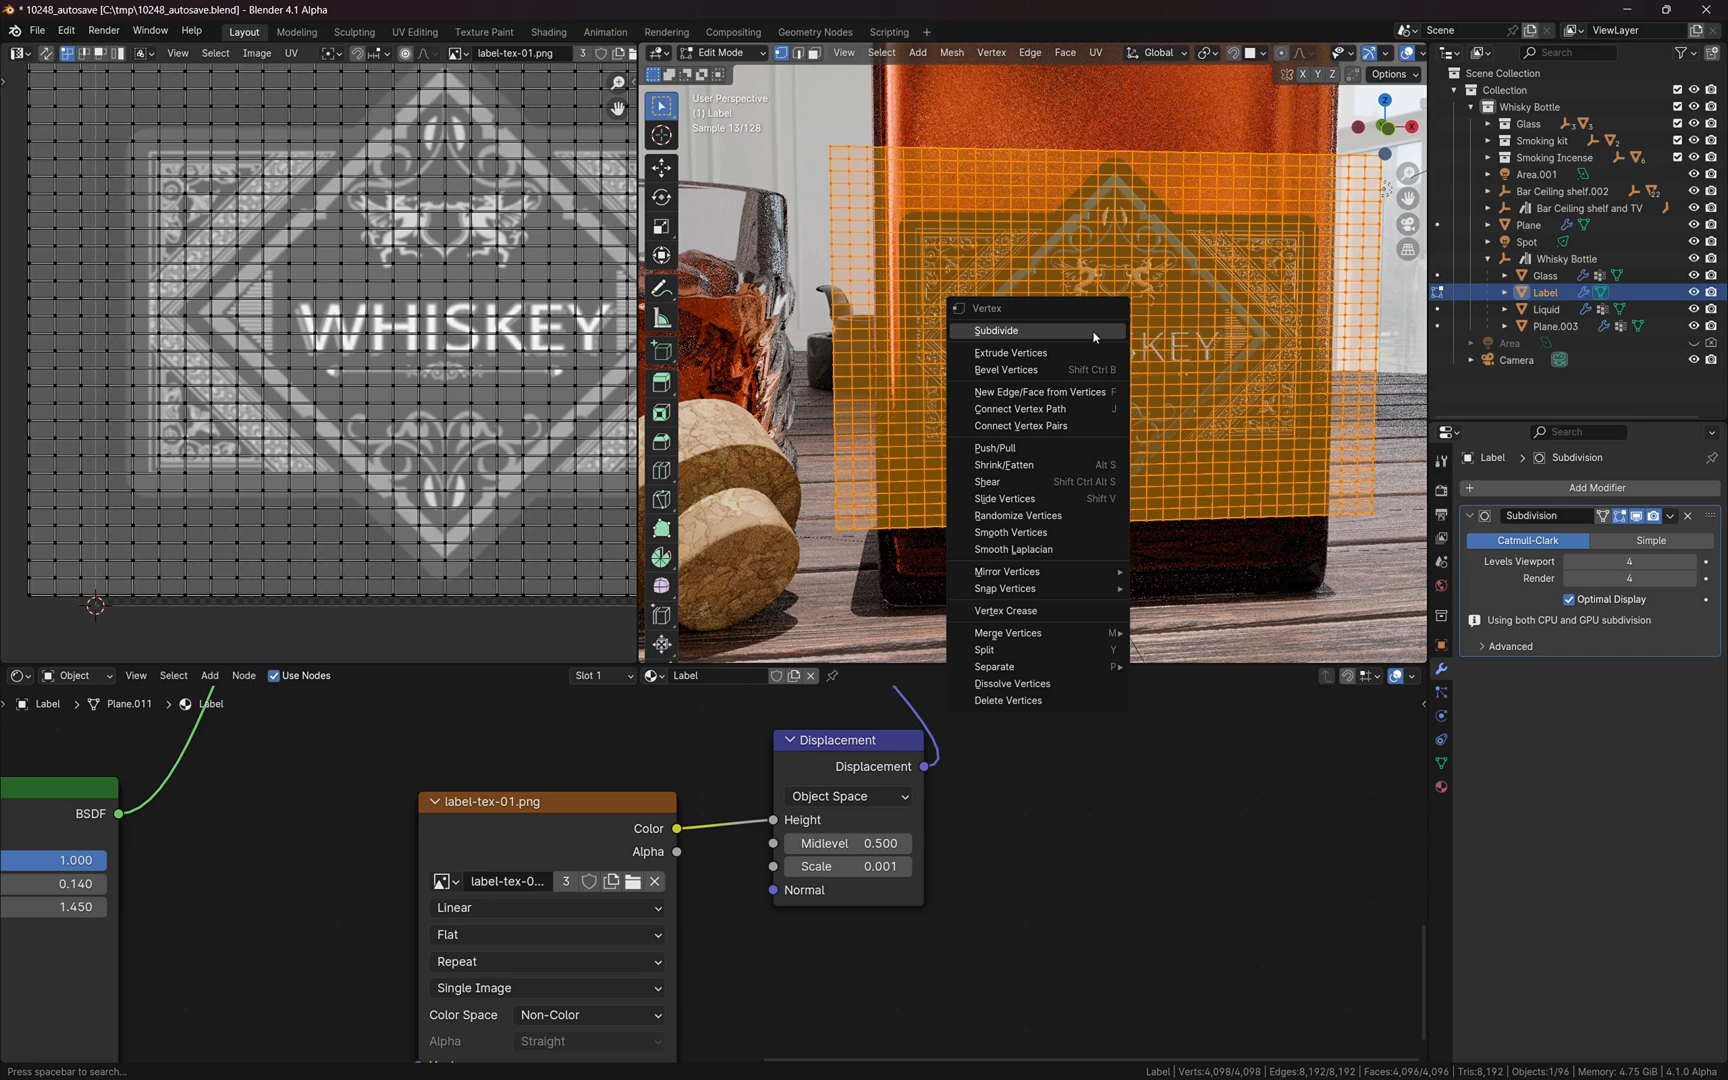 * 10248_autosave [C:\tmp\10248_autosave.blend] - Blender 4.1 Alpha
File Edit Render Window Help Layout Modeling Sculpting UV Editing Texture Paint Shading Animation Rendering Compositing Geometry Nodes Scripting + Scene ViewLayer
View Select Image UV label-tex-01.png 3
Edit Mode View Select Add Mesh Vertex Edge Face UV Global
X Y Z Options
User Perspective
(1) Label
Sample 13/128
Z
X
WHISKEY
KEY
Vertex
Subdivide
Extrude Vertices
Bevel Vertices Shift Ctrl B
New Edge/Face from Vertices F
Connect Vertex Path J
Connect Vertex Pairs
Push/Pull
Shrink/Fatten Alt S
Shear Shift Ctrl Alt S
Slide Vertices Shift V
Randomize Vertices
Smooth Vertices
Smooth Laplacian
Mirror Vertices
Snap Vertices
Vertex Crease
Merge Vertices M
Split Y
Separate P
Dissolve Vertices
Delete Vertices
Search
Scene Collection
Collection
Whisky Bottle
Glass 3 3
Smoking kit 2
Smoking Incense 6
Area.001
Bar Ceiling shelf.002 22
Bar Ceiling shelf and TV
Plane
Spot
Whisky Bottle
Glass
Label
Liquid
Plane.003
Area
Camera
Search
Label > Subdivision
+ Add Modifier
Subdivision
Catmull-Clark Simple
Levels Viewport 4
Render 4
Optimal Display
Using both CPU and GPU subdivision
Advanced
Object View Select Add Node Use Nodes Slot 1 Label
Label > Plane.011 > Label
BSDF
1.000
0.140
1.450
label-tex-01.png
Color
Alpha
label-tex-0... 3
Linear
Flat
Repeat
Single Image
Color Space Non-Color
Alpha Straight
Displacement
Displacement
Object Space
Height
Midlevel 0.500
Scale 0.001
Normal
Press spacebar to search...
Label | Verts:4,098/4,098 | Edges:8,192/8,192 | Faces:4,096/4,096 | Tris:8,192 | Objects:1/96 | Memory: 4.75 GiB | 4.1.0 Alpha